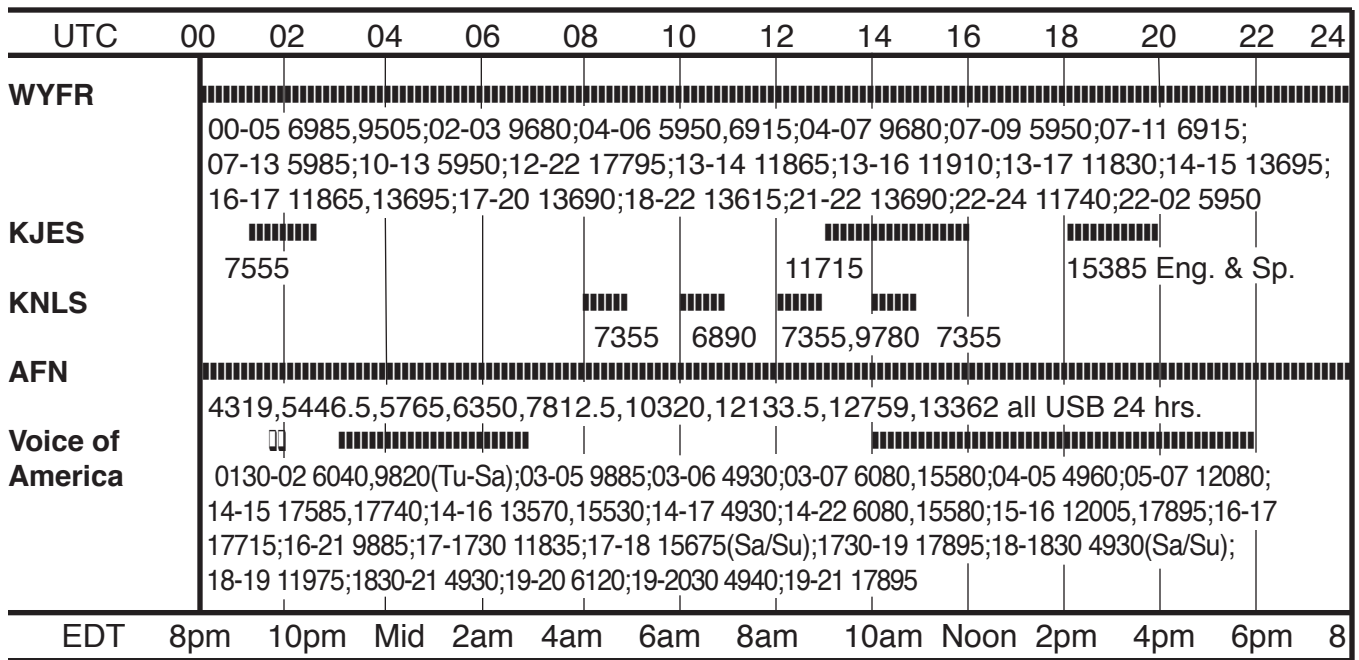 UTC 00 02 04 06 08 10 12 14 16 18 20 22 24
WYFR
00-05 6985,9505;02-03 9680;04-06 5950,6915;04-07 9680;07-09 5950;07-11 6915;
07-13 5985;10-13 5950;12-22 17795;13-14 11865;13-16 11910;13-17 11830;14-15 13695;
16-17 11865,13695;17-20 13690;18-22 13615;21-22 13690;22-24 11740;22-02 5950
KJES
7555 11715 15385 Eng. & Sp.
KNLS
7355 6890 7355,9780 7355
AFN
4319,5446.5,5765,6350,7812.5,10320,12133.5,12759,13362 all USB 24 hrs.
Voice of
America
0130-02 6040,9820(Tu-Sa);03-05 9885;03-06 4930;03-07 6080,15580;04-05 4960;05-07 12080;
14-15 17585,17740;14-16 13570,15530;14-17 4930;14-22 6080,15580;15-16 12005,17895;16-17
17715;16-21 9885;17-1730 11835;17-18 15675(Sa/Su);1730-19 17895;18-1830 4930(Sa/Su);
18-19 11975;1830-21 4930;19-20 6120;19-2030 4940;19-21 17895
EDT 8pm 10pm Mid 2am 4am 6am 8am 10am Noon 2pm 4pm 6pm 8